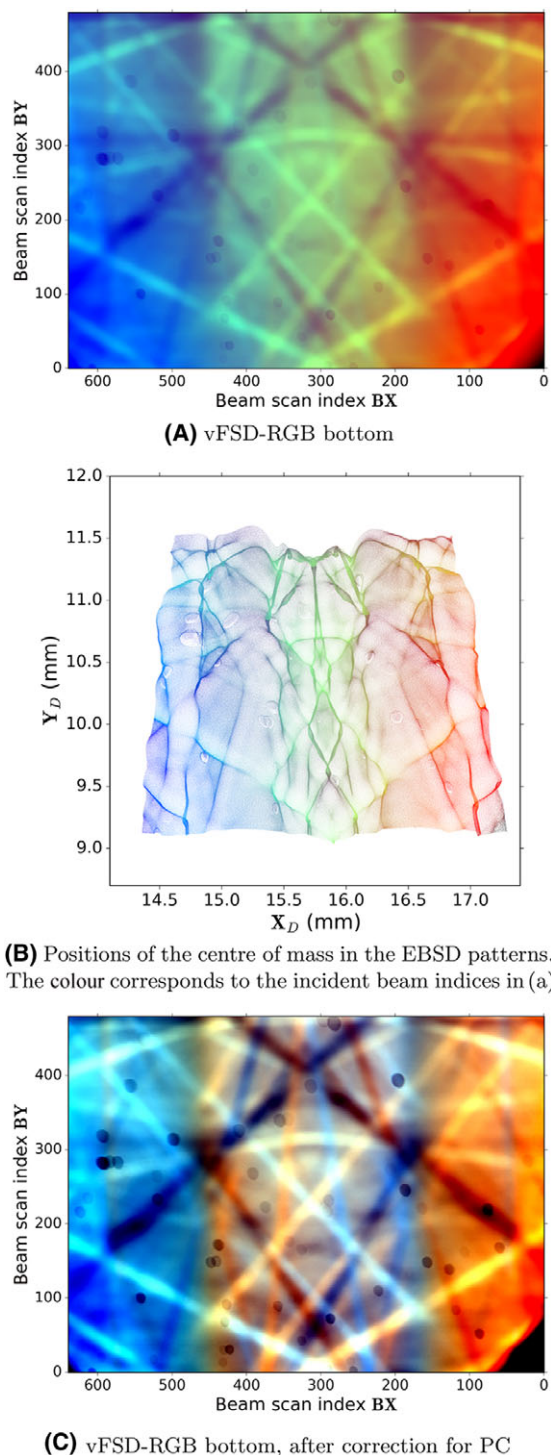 400
300
200
100
0
Beam scan index BY
600 500 400 300 200 100 0
Beam scan index BX
(A) vFSD-RGB bottom
12.0
11.5
11.0
10.5
10.0
9.5
9.0
Y_D (mm)
14.5 15.0 15.5 16.0 16.5 17.0
X_D (mm)
(B) Positions of the centre of mass in the EBSD patterns.
The colour corresponds to the incident beam indices in (a)
400
300
200
100
0
Beam scan index BY
600 500 400 300 200 100 0
Beam scan index BX
(C) vFSD-RGB bottom, after correction for PC